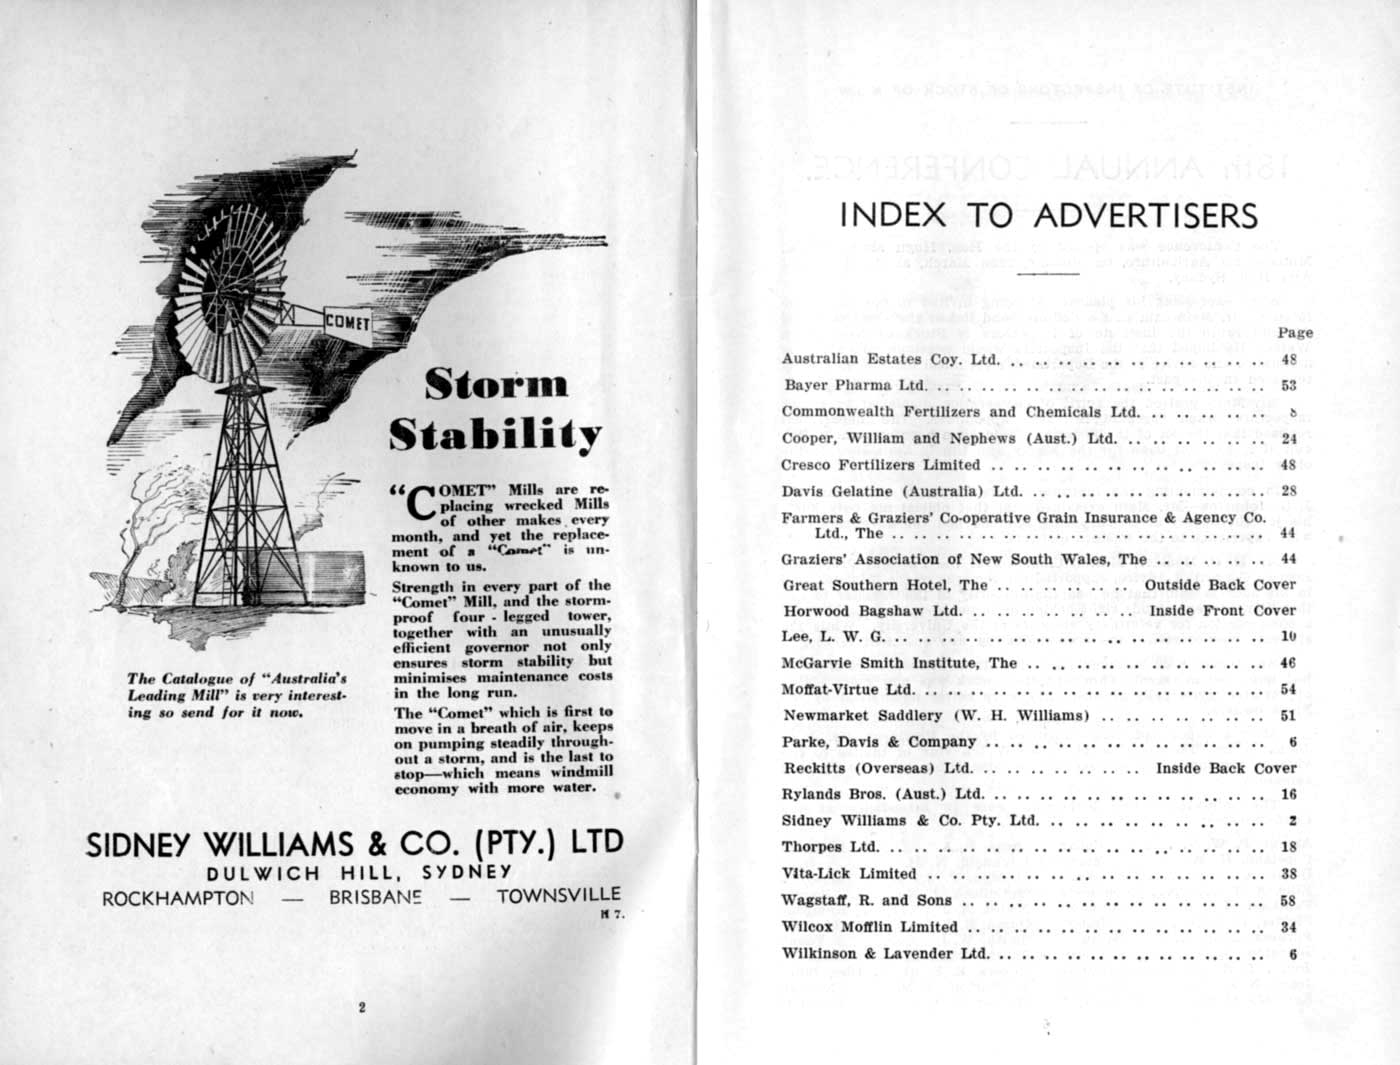 COMET
Storm
Stability
“COMET” Mills are re-
placing wrecked Mills
of other makes every
month, and yet the replace-
ment of a “Comet” is un-
known to us.
Strength in every part of the
“Comet” Mill, and the storm-
proof four - legged tower,
together with an unusually
efficient governor not only
ensures storm stability but
minimises maintenance costs
in the long run.
The “Comet” which is first to
move in a breath of air, keeps
on pumping steadily through-
out a storm, and is the last to
stop—which means windmill
economy with more water.
The Catalogue of “Australia's
Leading Mill” is very interest-
ing so send for it now.
SIDNEY WILLIAMS & CO. (PTY.) LTD
DULWICH HILL, SYDNEY
ROCKHAMPTON — BRISBANE — TOWNSVILLE
H 7.
2
INDEX TO ADVERTISERS
Page
Australian Estates Coy. Ltd. .. .. .. .. .. .. .. .. .. .. .. 48
Bayer Pharma Ltd. .. .. .. .. .. .. .. .. .. .. .. .. .. .. 53
Commonwealth Fertilizers and Chemicals Ltd. .. .. .. .. ..
Cooper, William and Nephews (Aust.) Ltd. .. .. .. .. .. .. 24
Cresco Fertilizers Limited .. .. .. .. .. .. .. .. .. .. .. .. 48
Davis Gelatine (Australia) Ltd. .. .. .. .. .. .. .. .. .. .. 28
Farmers & Graziers' Co-operative Grain Insurance & Agency Co.
Ltd., The .. .. .. .. .. .. .. .. .. .. .. .. .. .. .. .. 44
Graziers' Association of New South Wales, The .. .. .. .. .. 44
Great Southern Hotel, The .. .. .. .. .. .. Outside Back Cover
Horwood Bagshaw Ltd. .. .. .. .. .. .. .. Inside Front Cover
Lee, L. W. G. .. .. .. .. .. .. .. .. .. .. .. .. .. .. .. .. 10
McGarvie Smith Institute, The .. .. .. .. .. .. .. .. .. .. 46
Moffat-Virtue Ltd. .. .. .. .. .. .. .. .. .. .. .. .. .. .. .. 54
Newmarket Saddlery (W. H. Williams) .. .. .. .. .. .. .. 51
Parke, Davis & Company .. .. .. .. .. .. .. .. .. .. .. .. 6
Reckitts (Overseas) Ltd. .. .. .. .. .. .. .. Inside Back Cover
Rylands Bros. (Aust.) Ltd. .. .. .. .. .. .. .. .. .. .. .. .. 16
Sidney Williams & Co. Pty. Ltd. .. .. .. .. .. .. .. .. .. 2
Thorpes Ltd. .. .. .. .. .. .. .. .. .. .. .. .. .. .. .. .. 18
Vita-Lick Limited .. .. .. .. .. .. .. .. .. .. .. .. .. .. 38
Wagstaff, R. and Sons .. .. .. .. .. .. .. .. .. .. .. .. .. 58
Wilcox Mofflin Limited .. .. .. .. .. .. .. .. .. .. .. .. .. 34
Wilkinson & Lavender Ltd. .. .. .. .. .. .. .. .. .. .. .. 6